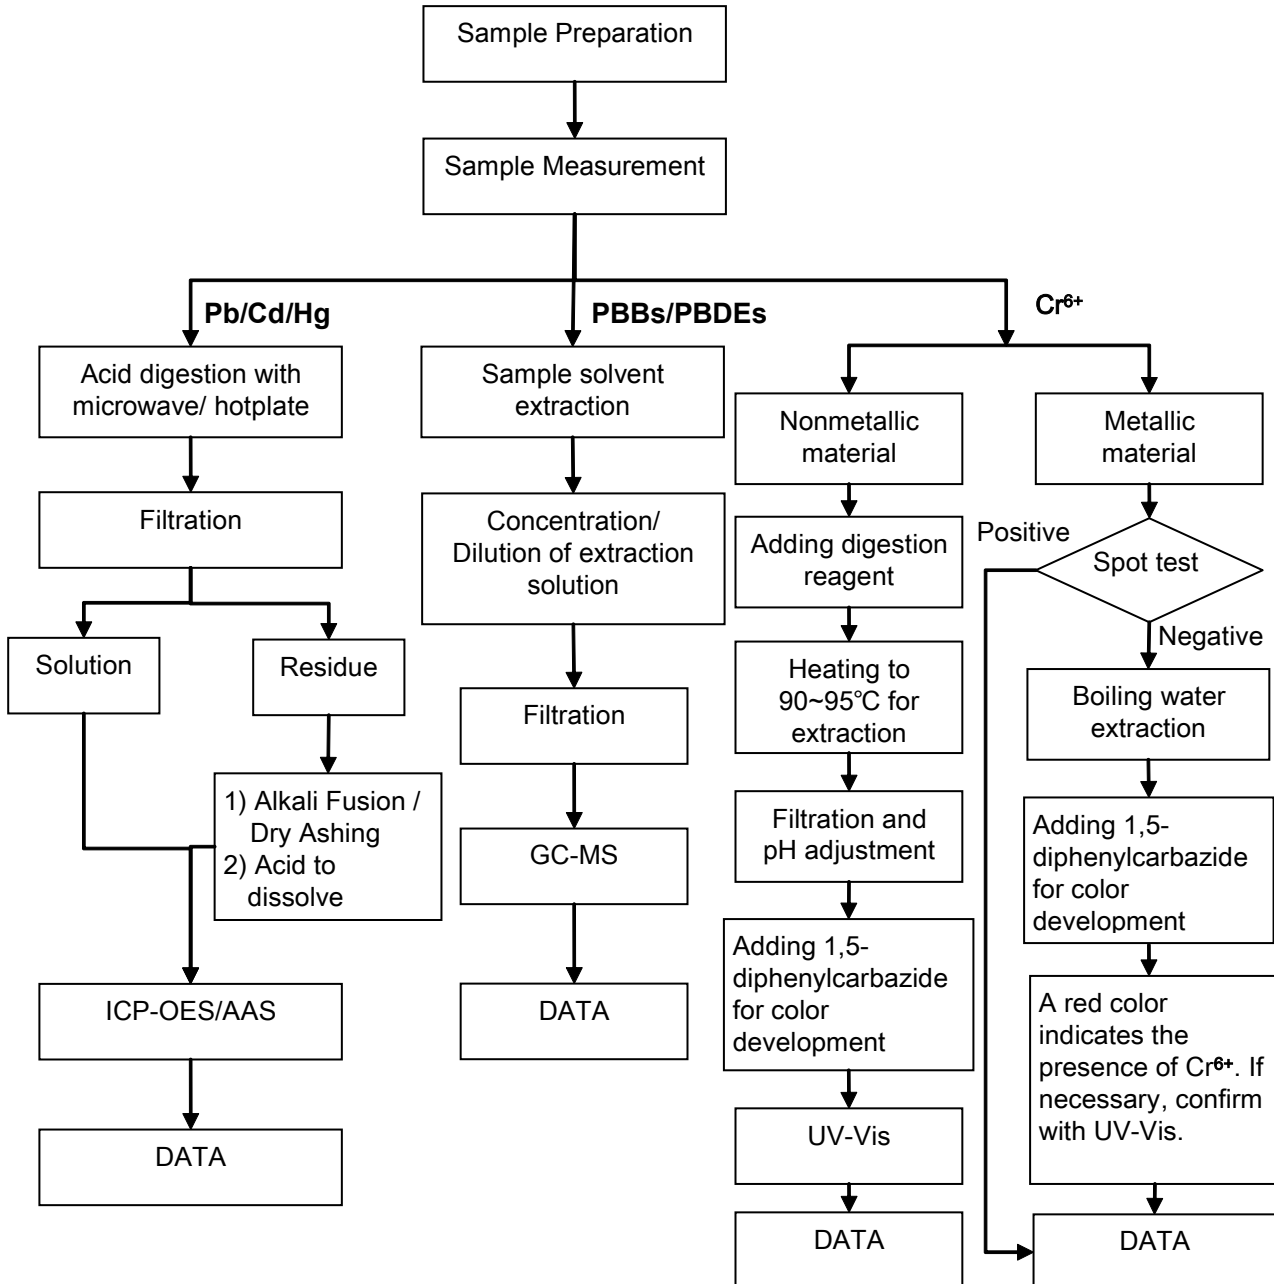 Sample Preparation
Sample Measurement
Pb/Cd/Hg
PBBs/PBDEs
Cr⁶⁺
Acid digestion with
microwave/ hotplate
Filtration
Solution
Residue
1) Alkali Fusion /
Dry Ashing
2) Acid to
dissolve
ICP-OES/AAS
DATA
Sample solvent
extraction
Concentration/
Dilution of extraction
solution
Filtration
GC-MS
DATA
Nonmetallic
material
Adding digestion
reagent
Heating to
90~95℃ for
extraction
Filtration and
pH adjustment
Adding 1,5-
diphenylcarbazide
for color
development
UV-Vis
DATA
Metallic
material
Positive
Spot test
Negative
Boiling water
extraction
Adding 1,5-
diphenylcarbazide
for color
development
A red color
indicates the
presence of Cr⁶⁺. If
necessary, confirm
with UV-Vis.
DATA